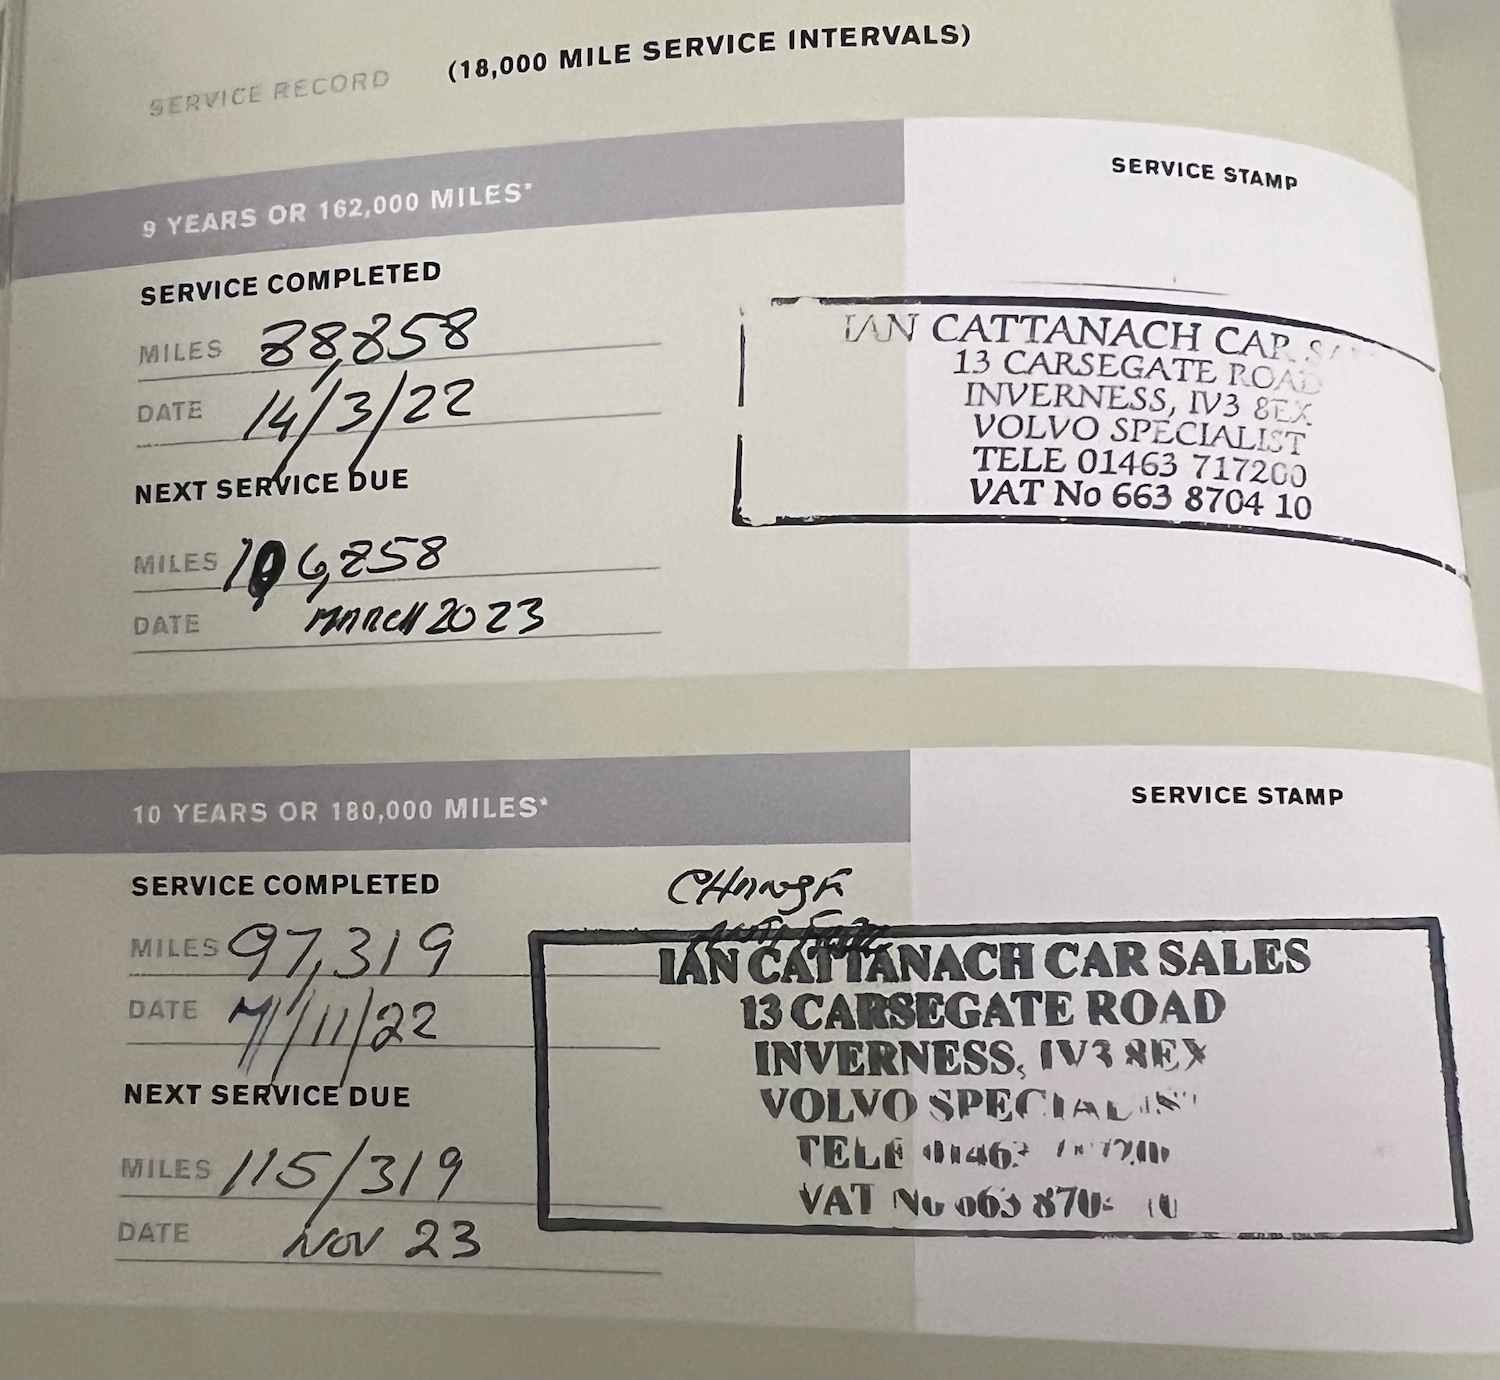 SERVICE RECORD (18,000 MILE SERVICE INTERVALS)
9 YEARS OR 162,000 MILES*
SERVICE STAMP
SERVICE COMPLETED
MILES 88,858
DATE 14/3/22
NEXT SERVICE DUE
MILES 106,858
DATE MARCH 2023
IAN CATTANACH CAR SA
13 CARSEGATE ROAD
INVERNESS, IV3 8EX
VOLVO SPECIALIST
TELE 01463 717200
VAT No 663 8704 10
10 YEARS OR 180,000 MILES*
SERVICE STAMP
SERVICE COMPLETED
MILES 97,319
DATE /11/22
NEXT SERVICE DUE
MILES 115/319
DATE NOV 23
CHANGE
IAN CATTANACH CAR SALES
13 CARSEGATE ROAD
INVERNESS, IV3 8EX
VOLVO SPECIALIST
TELE 01463
VAT No 663 870